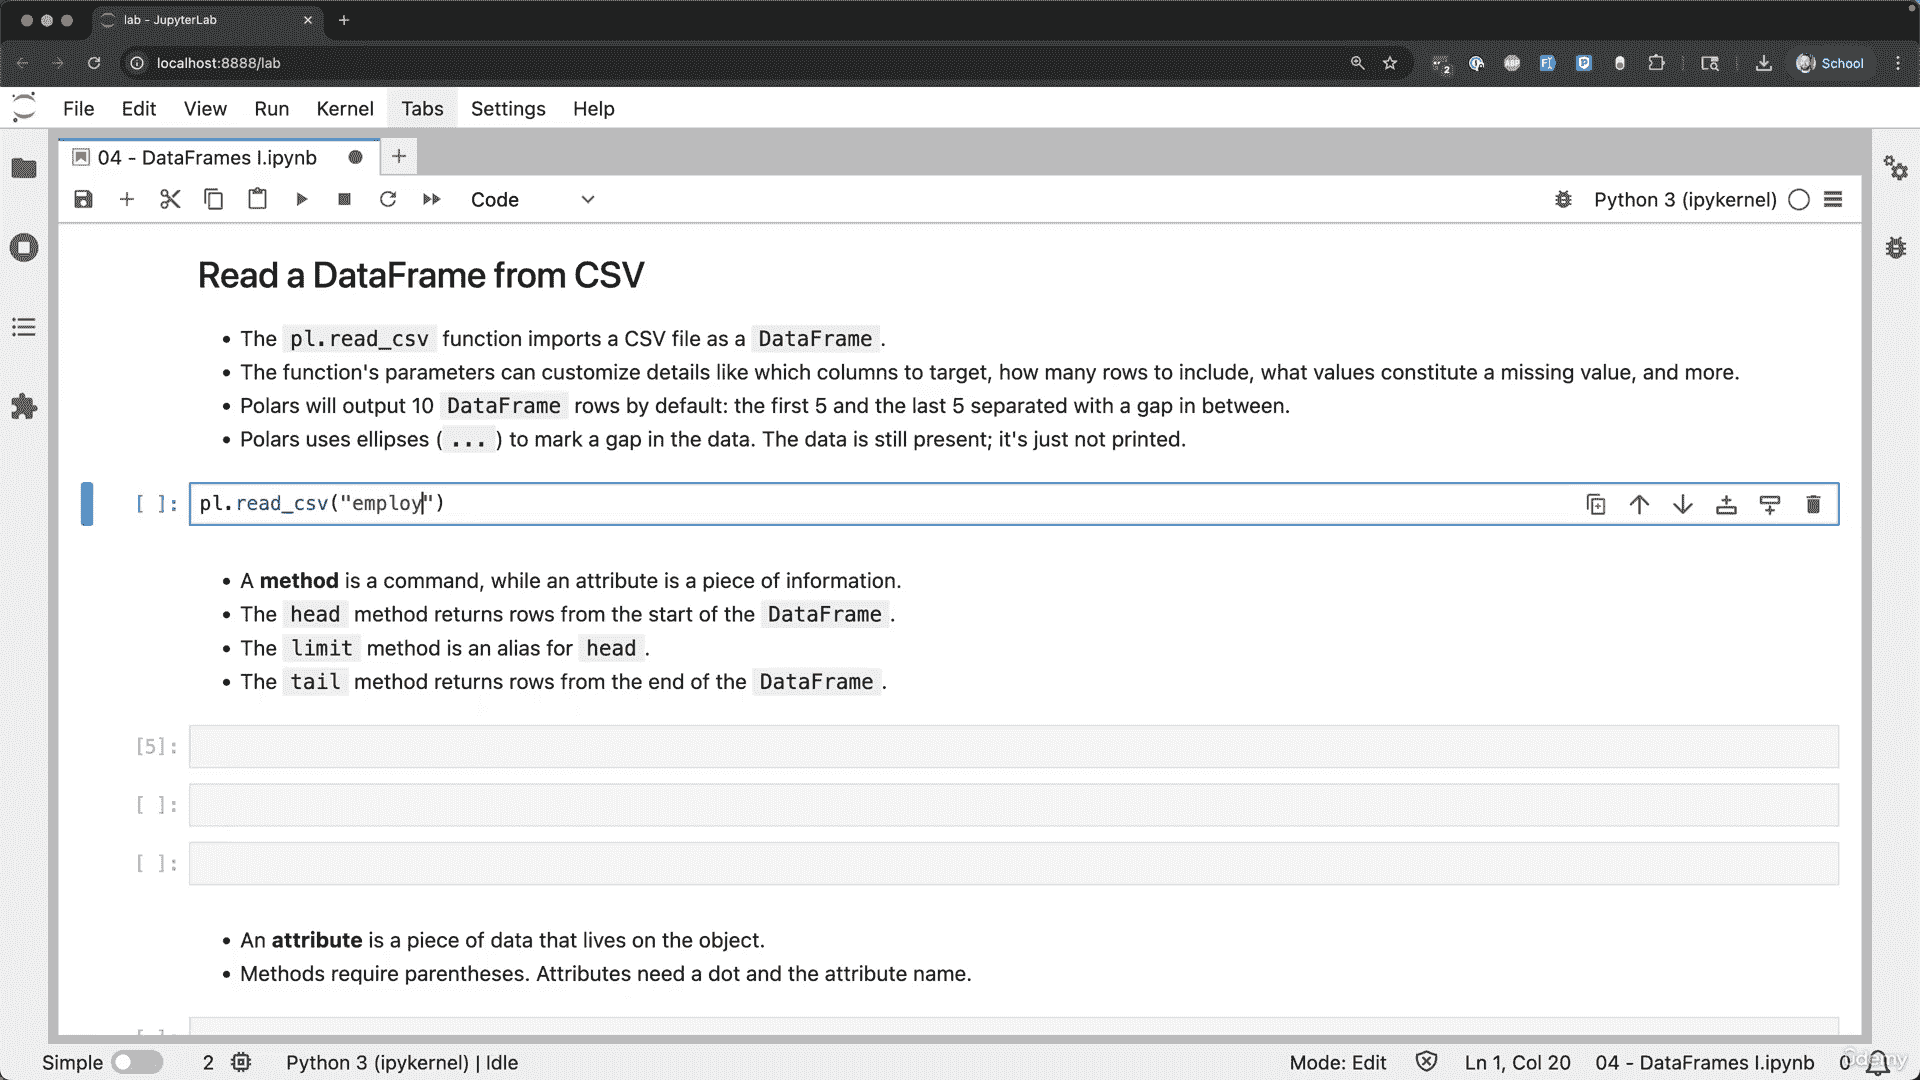 lab - JupyterLab
localhost:8888/lab
2
ABP
School
File Edit View Run Kernel Tabs Settings Help
04 - DataFrames I.ipynb
Code
Python 3 (ipykernel)
Read a DataFrame from CSV
• The pl.read_csv function imports a CSV file as a DataFrame.
• The function's parameters can customize details like which columns to target, how many rows to include, what values constitute a missing value, and more.
• Polars will output 10 DataFrame rows by default: the first 5 and the last 5 separated with a gap in between.
• Polars uses ellipses (...) to mark a gap in the data. The data is still present; it's just not printed.
[ ]: pl.read_csv("employ")
• A method is a command, while an attribute is a piece of information.
• The head method returns rows from the start of the DataFrame.
• The limit method is an alias for head.
• The tail method returns rows from the end of the DataFrame.
[5]:
[ ]:
[ ]:
• An attribute is a piece of data that lives on the object.
• Methods require parentheses. Attributes need a dot and the attribute name.
[ ]:
Simple 2 Python 3 (ipykernel) | Idle Mode: Edit Ln 1, Col 20 04 - DataFrames I.ipynb 0
Udemy